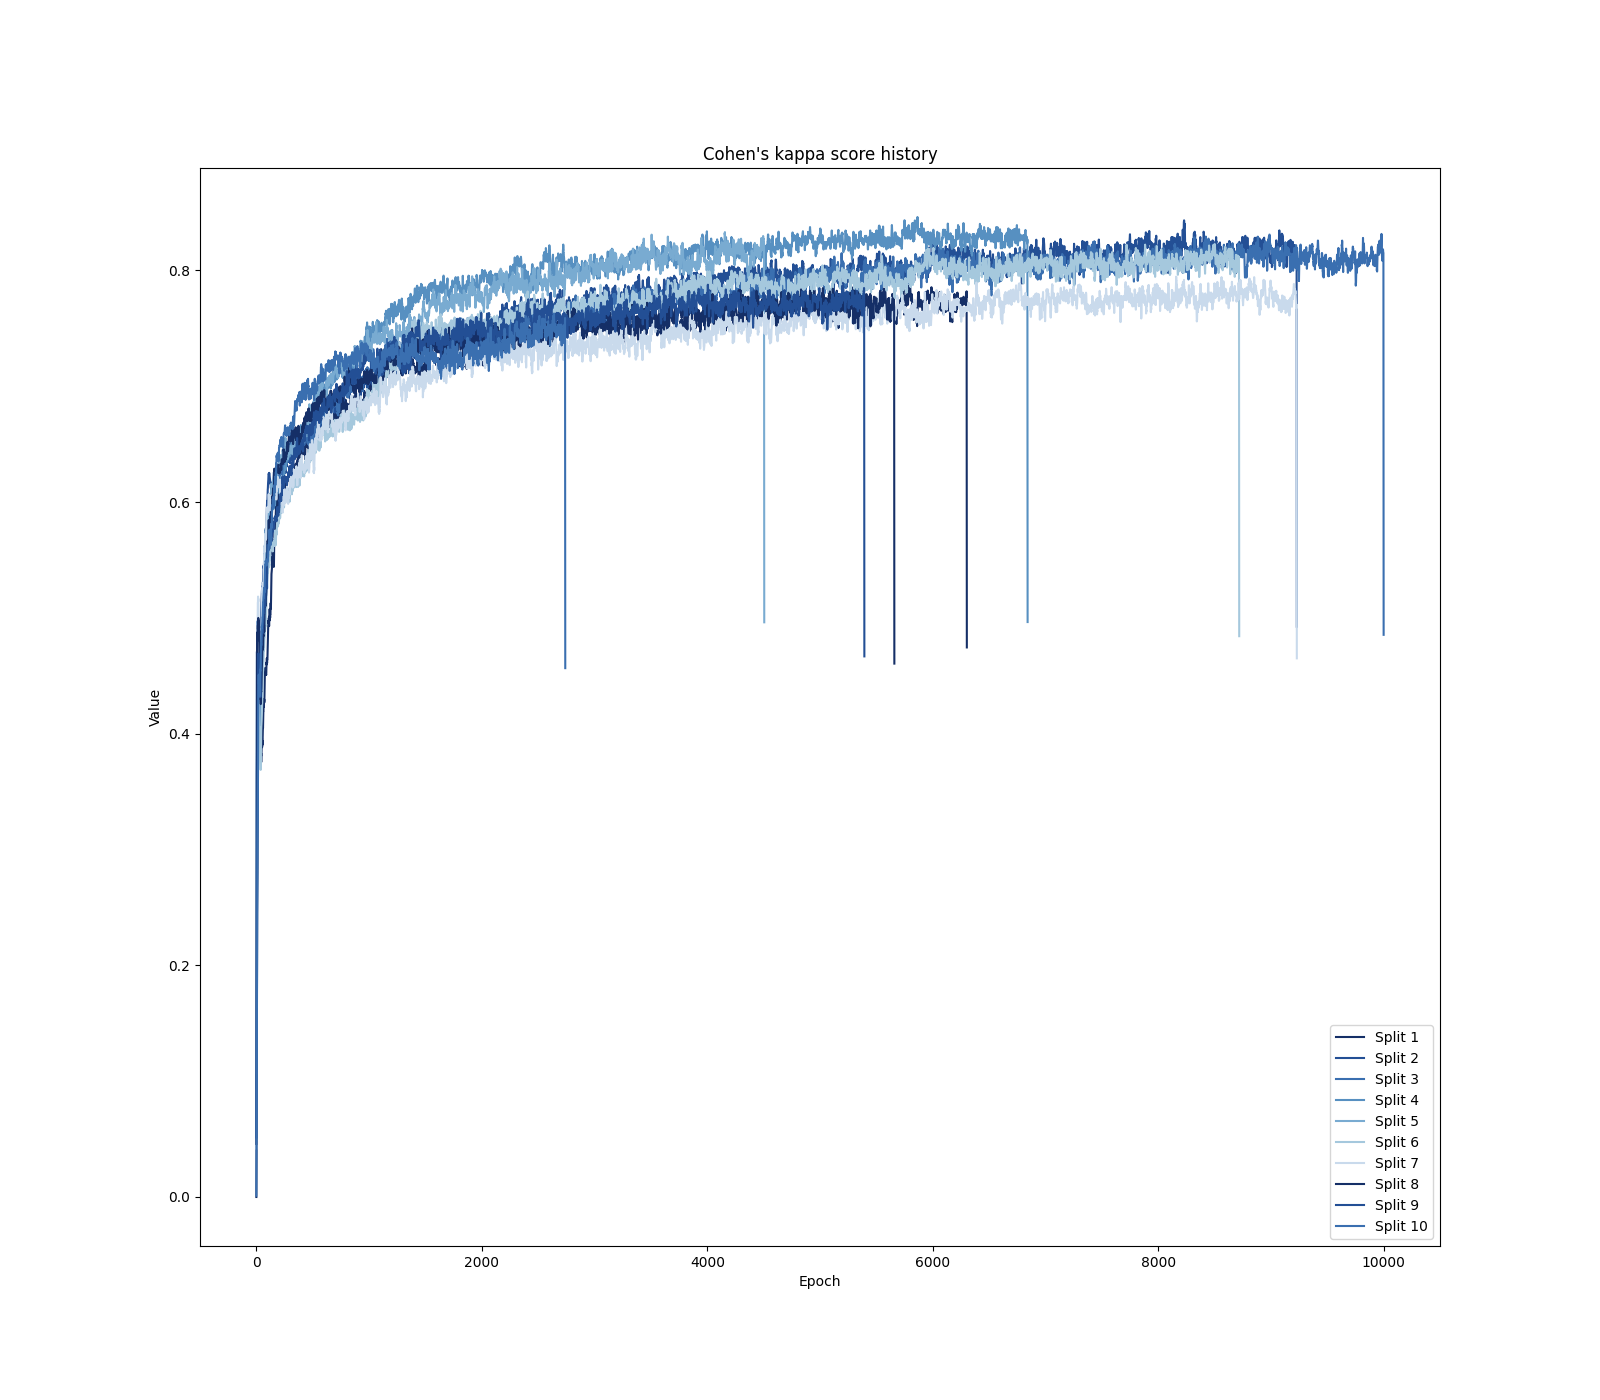 Cohen's kappa score history
Value
0.8
0.6
0.4
0.2
0.0
0 2000 4000 6000 8000 10000
Epoch
Split 1
Split 2
Split 3
Split 4
Split 5
Split 6
Split 7
Split 8
Split 9
Split 10